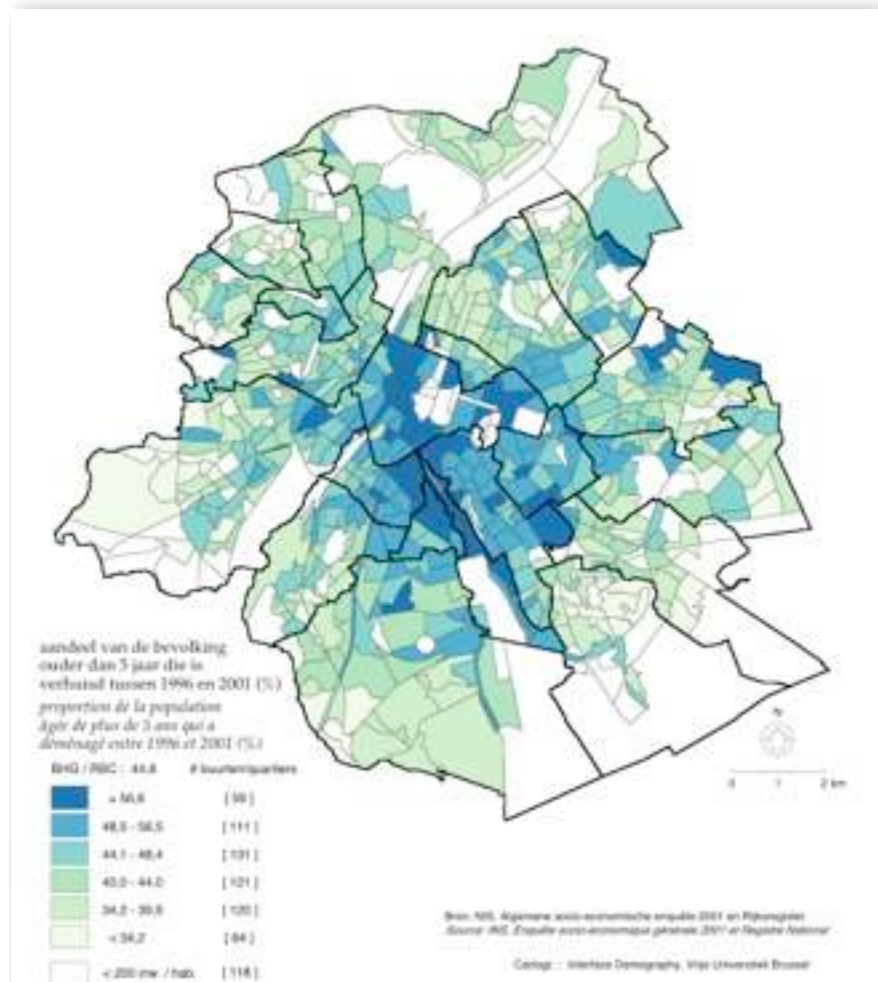 aandeel van de bevolking
ouder dan 5 jaar die is
verhuisd tussen 1996 en 2001 (%)
proportion de la population
âgée de plus de 5 ans qui a
déménagé entre 1996 et 2001 (%)
BHG / RBC : 44,8 # buurten/quartiers
56,6
48,5 - 56,5 [ 111 ]
44,1 - 48,4 [ 131 ]
40,0 - 44,0 [ 121 ]
34,2 - 39,9 [ 120 ]
< 34,2 [ 84 ]
< 200 inw. / hab. [ 118 ]
N
0 1 2 km
Bron: NIS, Algemene socio-economische enquête 2001 en Rijksregister
Source: INS, Enquête socio-économique générale 2001 et Registre National
Cartogr. : Interface Demography, Vrije Universiteit Brussel